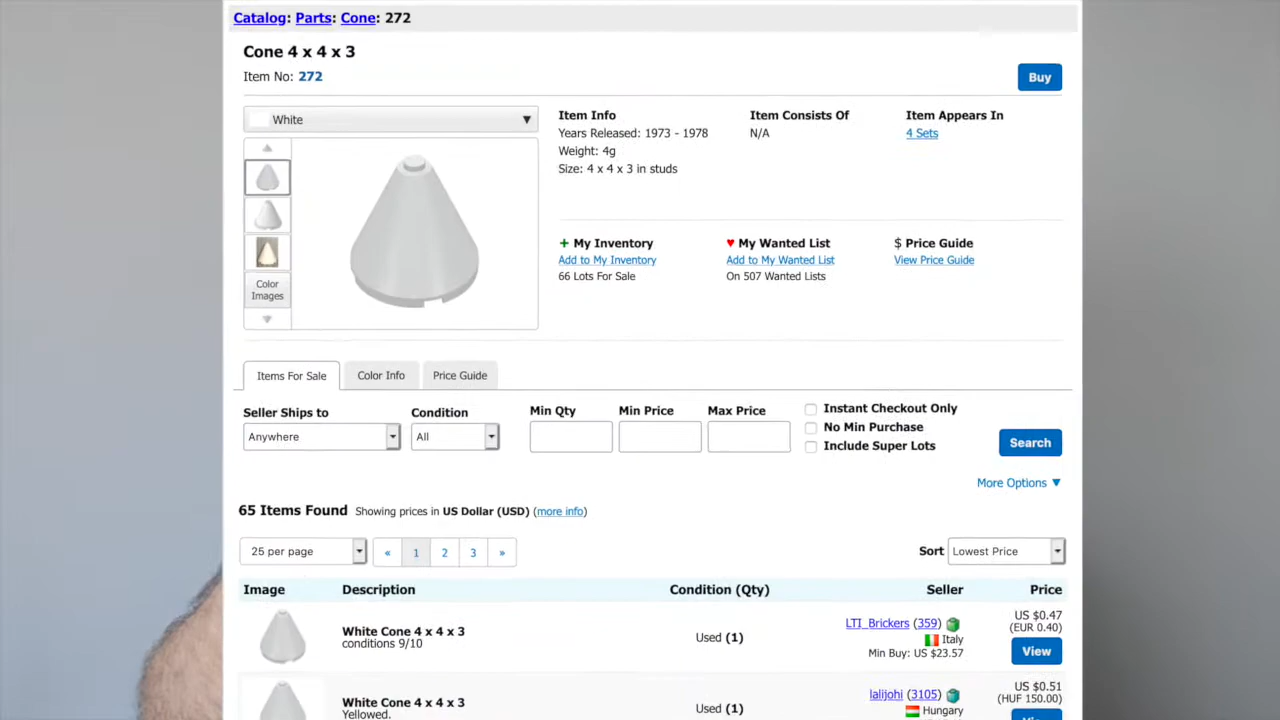 Catalog: Parts: Cone: 272
Cone 4 x 4 x 3
Item No: 272
Buy
White
Color
Images
Item Info
Years Released: 1973 - 1978
Weight: 4g
Size: 4 x 4 x 3 in studs
Item Consists Of
N/A
Item Appears In
4 Sets
+ My Inventory
Add to My Inventory
66 Lots For Sale
♥ My Wanted List
Add to My Wanted List
On 507 Wanted Lists
$ Price Guide
View Price Guide
Items For Sale
Color Info
Price Guide
Seller Ships to
Anywhere
Condition
All
Min Qty
Min Price
Max Price
Instant Checkout Only
No Min Purchase
Include Super Lots
Search
More Options ▼
65 Items Found Showing prices in US Dollar (USD) (more info)
25 per page
« 1 2 3 »
Sort Lowest Price
Image Description Condition (Qty) Seller Price
White Cone 4 x 4 x 3
conditions 9/10
Used (1)
LTI_Brickers (359)
Italy
Min Buy: US $23.57
US $0.47
(EUR 0.40)
View
White Cone 4 x 4 x 3
Yellowed.
Used (1)
lalijohi (3105)
Hungary
US $0.51
(HUF 150.00)